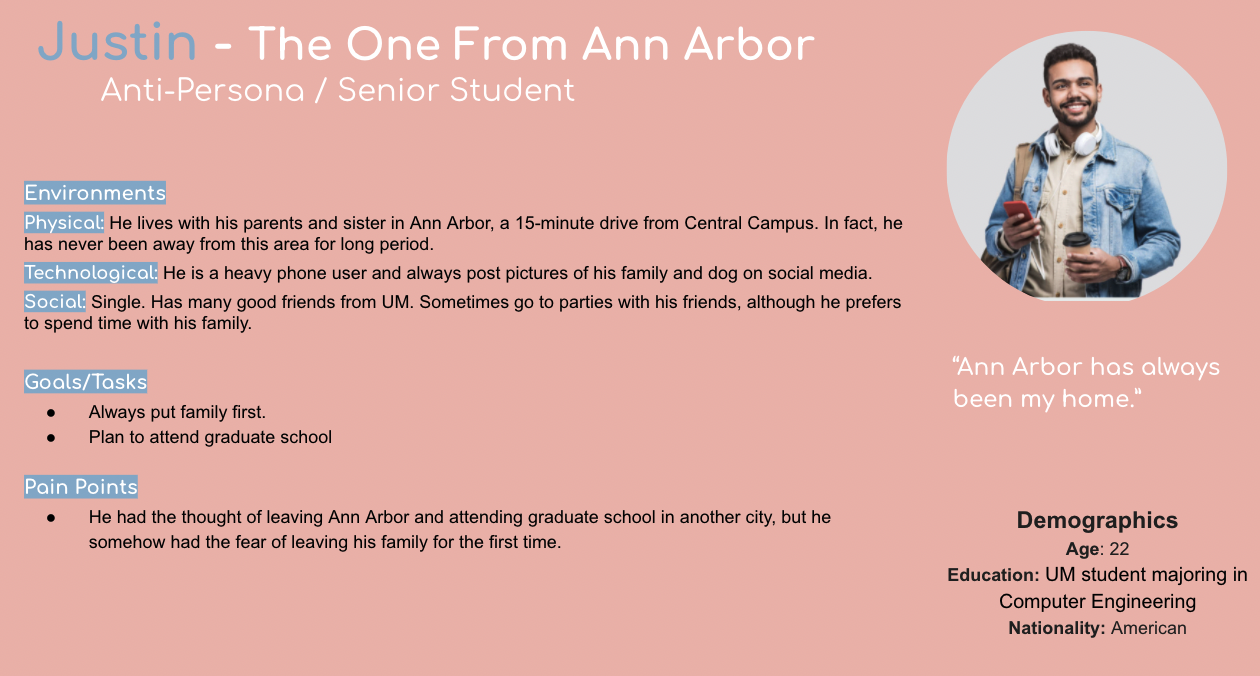 Justin - The One From Ann Arbor
Anti-Persona / Senior Student
Environments
Physical: He lives with his parents and sister in Ann Arbor, a 15-minute drive from Central Campus. In fact, he
has never been away from this area for long period.
Technological: He is a heavy phone user and always post pictures of his family and dog on social media.
Social: Single. Has many good friends from UM. Sometimes go to parties with his friends, although he prefers
to spend time with his family.
Goals/Tasks
● Always put family first.
● Plan to attend graduate school
Pain Points
● He had the thought of leaving Ann Arbor and attending graduate school in another city, but he
somehow had the fear of leaving his family for the first time.
“Ann Arbor has always
been my home.”
Demographics
Age: 22
Education: UM student majoring in
Computer Engineering
Nationality: American